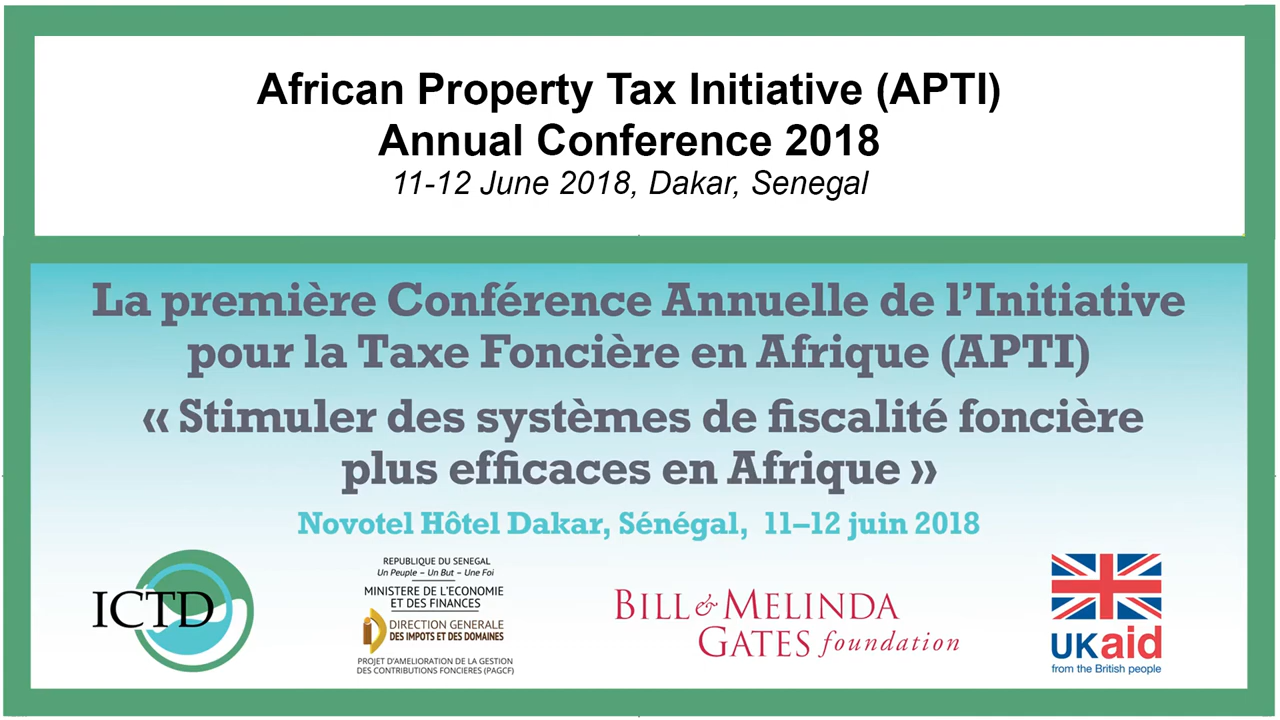 African Property Tax Initiative (APTI)
Annual Conference 2018
11-12 June 2018, Dakar, Senegal
La première Conférence Annuelle de l’Initiative
pour la Taxe Foncière en Afrique (APTI)
« Stimuler des systèmes de fiscalité foncière
plus efficaces en Afrique »
Novotel Hôtel Dakar, Sénégal, 11–12 juin 2018
ICTD
REPUBLIQUE DU SENEGAL
Un Peuple – Un But – Une Foi
MINISTERE DE L'ECONOMIE
ET DES FINANCES
DIRECTION GENERALE
DES IMPOTS ET DES DOMAINES
PROJET D'AMELIORATION DE LA GESTION
DES CONTRIBUTIONS FONCIERES (PAGCF)
BILL & MELINDA
GATES foundation
UKaid
from the British people